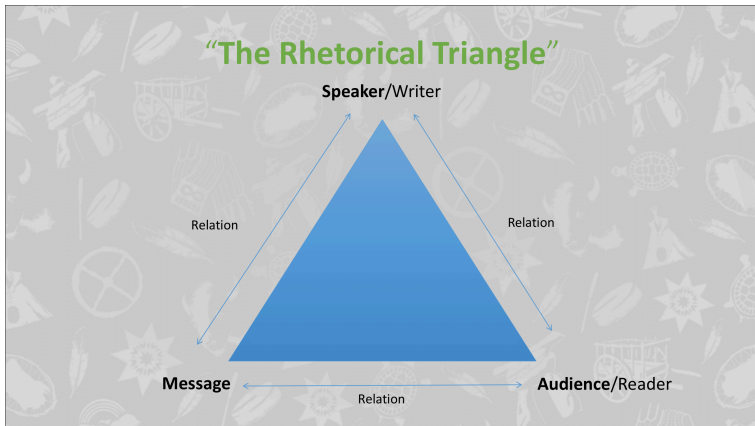 “The Rhetorical Triangle”
Speaker/Writer
Relation
Relation
Message
Relation
Audience/Reader